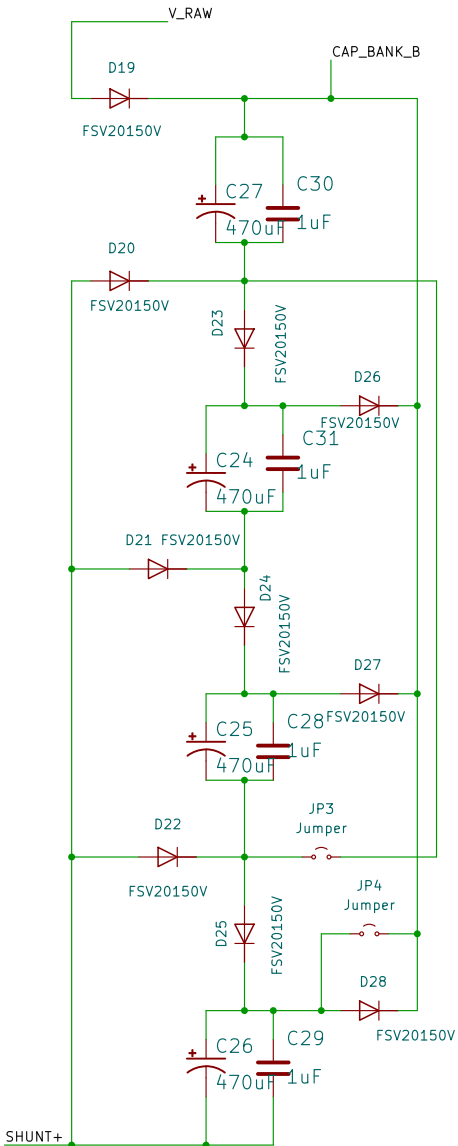 V_RAW
CAP_BANK_B
D19
FSV20150V
C27
470uF
C30
1uF
D20
FSV20150V
D23
FSV20150V
D26
FSV20150V
C31
1uF
C24
470uF
D21 FSV20150V
D24
FSV20150V
D27
FSV20150V
C25
470uF
C28
1uF
JP3
Jumper
D22
FSV20150V
JP4
Jumper
D25
FSV20150V
D28
FSV20150V
C26
470uF
C29
1uF
SHUNT+